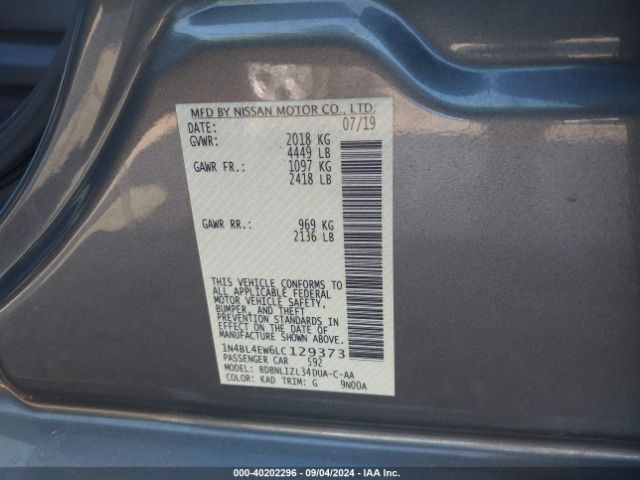 MFD BY NISSAN MOTOR CO., LTD.
DATE: 07/19
GVWR: 2018 KG
4449 LB
GAWR FR.: 1097 KG
2418 LB
GAWR RR.: 969 KG
2136 LB
THIS VEHICLE CONFORMS TO
ALL APPLICABLE FEDERAL
MOTOR VEHICLE SAFETY,
BUMPER, AND THEFT
PREVENTION STANDARDS IN
EFFECT ON THE DATE OF
MANUFACTURE SHOWN ABOVE.
1N4BL4EW6LC129373
PASSENGER CAR 592
MODEL: BDBNLIZL34DUA-C-AA
COLOR: KAD TRIM: G 9N00A
000-40202296 - 09/04/2024 - IAA Inc.